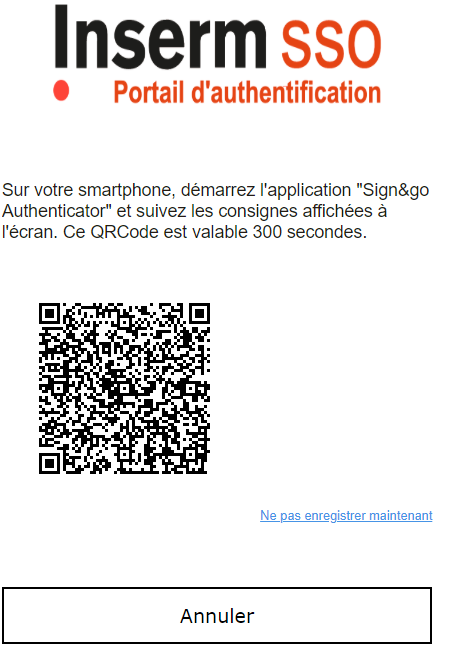 Inserm SSO
Portail d'authentification
Sur votre smartphone, démarrez l'application "Sign&go
Authenticator" et suivez les consignes affichées à
l'écran. Ce QRCode est valable 300 secondes.
Ne pas enregistrer maintenant
Annuler